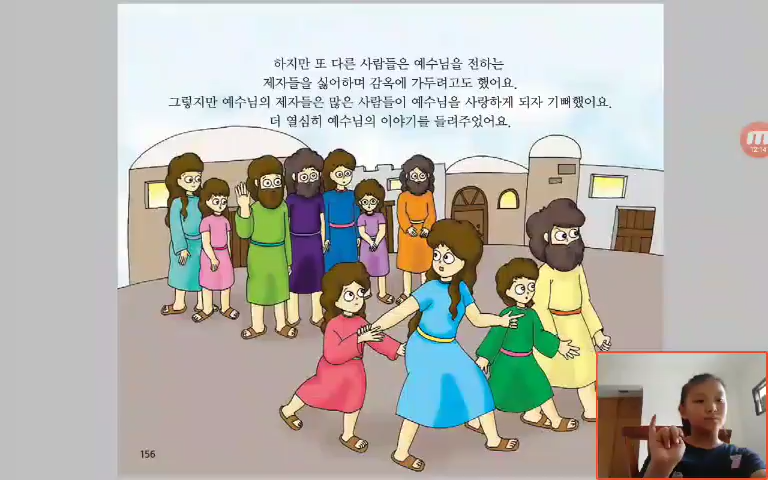 하지만 또 다른 사람들은 예수님을 전하는
제자들을 싫어하며 감옥에 가두려고도 했어요.
그렇지만 예수님의 제자들은 많은 사람들이 예수님을 사랑하게 되자 기뻐했어요.
더 열심히 예수님의 이야기를 들려주었어요.
12:14
156